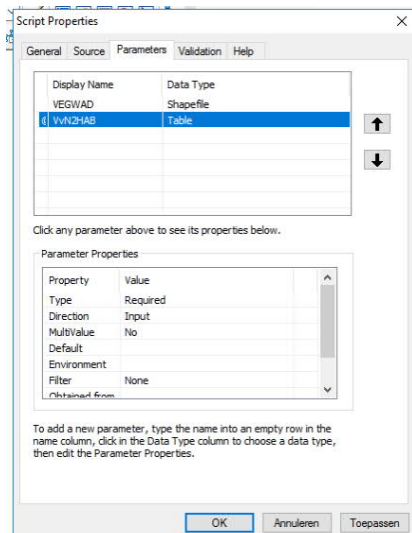 Script Properties
General Source Parameters Validation Help
Display Name Data Type
VEGWAD Shapefile
VvN2HAB Table
Click any parameter above to see its properties below.
Parameter Properties
Property Value
Type Required
Direction Input
MultiValue No
Default
Environment
Filter None
Obtained from
To add a new parameter, type the name into an empty row in the
name column, click in the Data Type column to choose a data type,
then edit the Parameter Properties.
OK Annuleren Toepassen